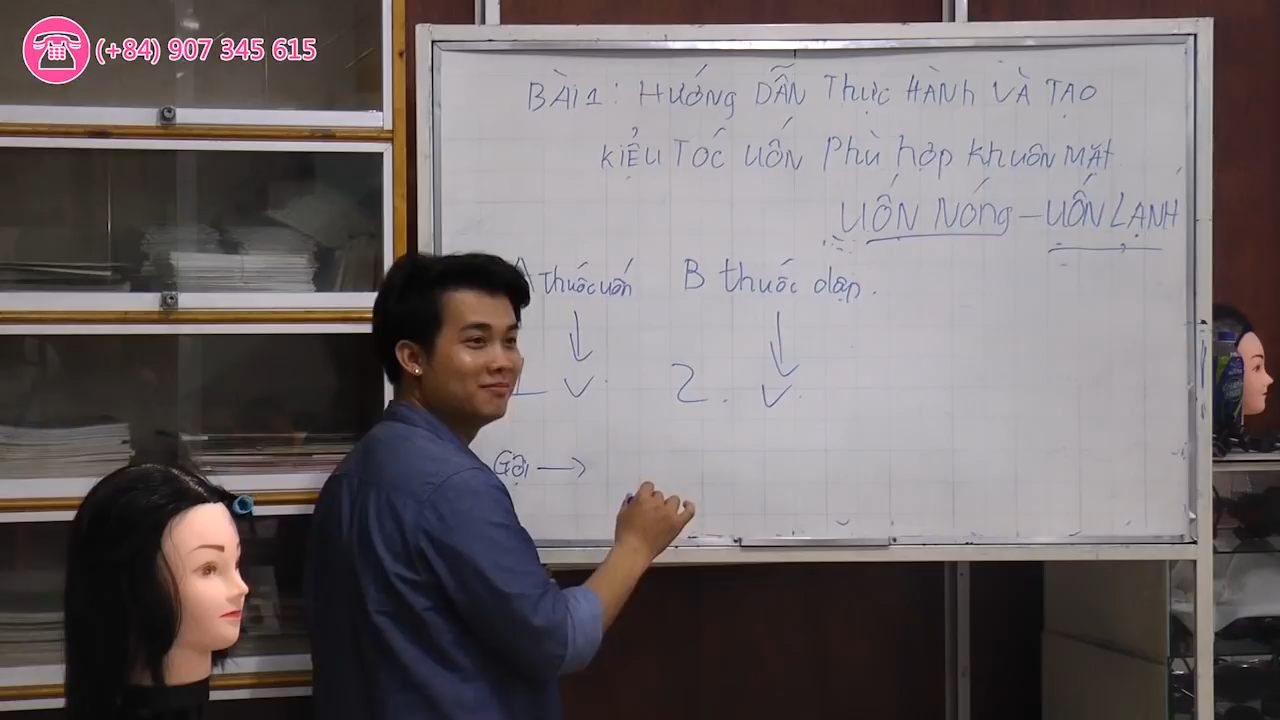 (+84) 907 345 615
BÀI 1: HƯỚNG DẪN THỰC HÀNH VÀ TẠO
KIỂU TÓC UỐN PHÙ HỢP KHUÔN MẶT
UỐN NÓNG - UỐN LẠNH
A thuốc uốn B thuốc dập.
1 2.
Gội →